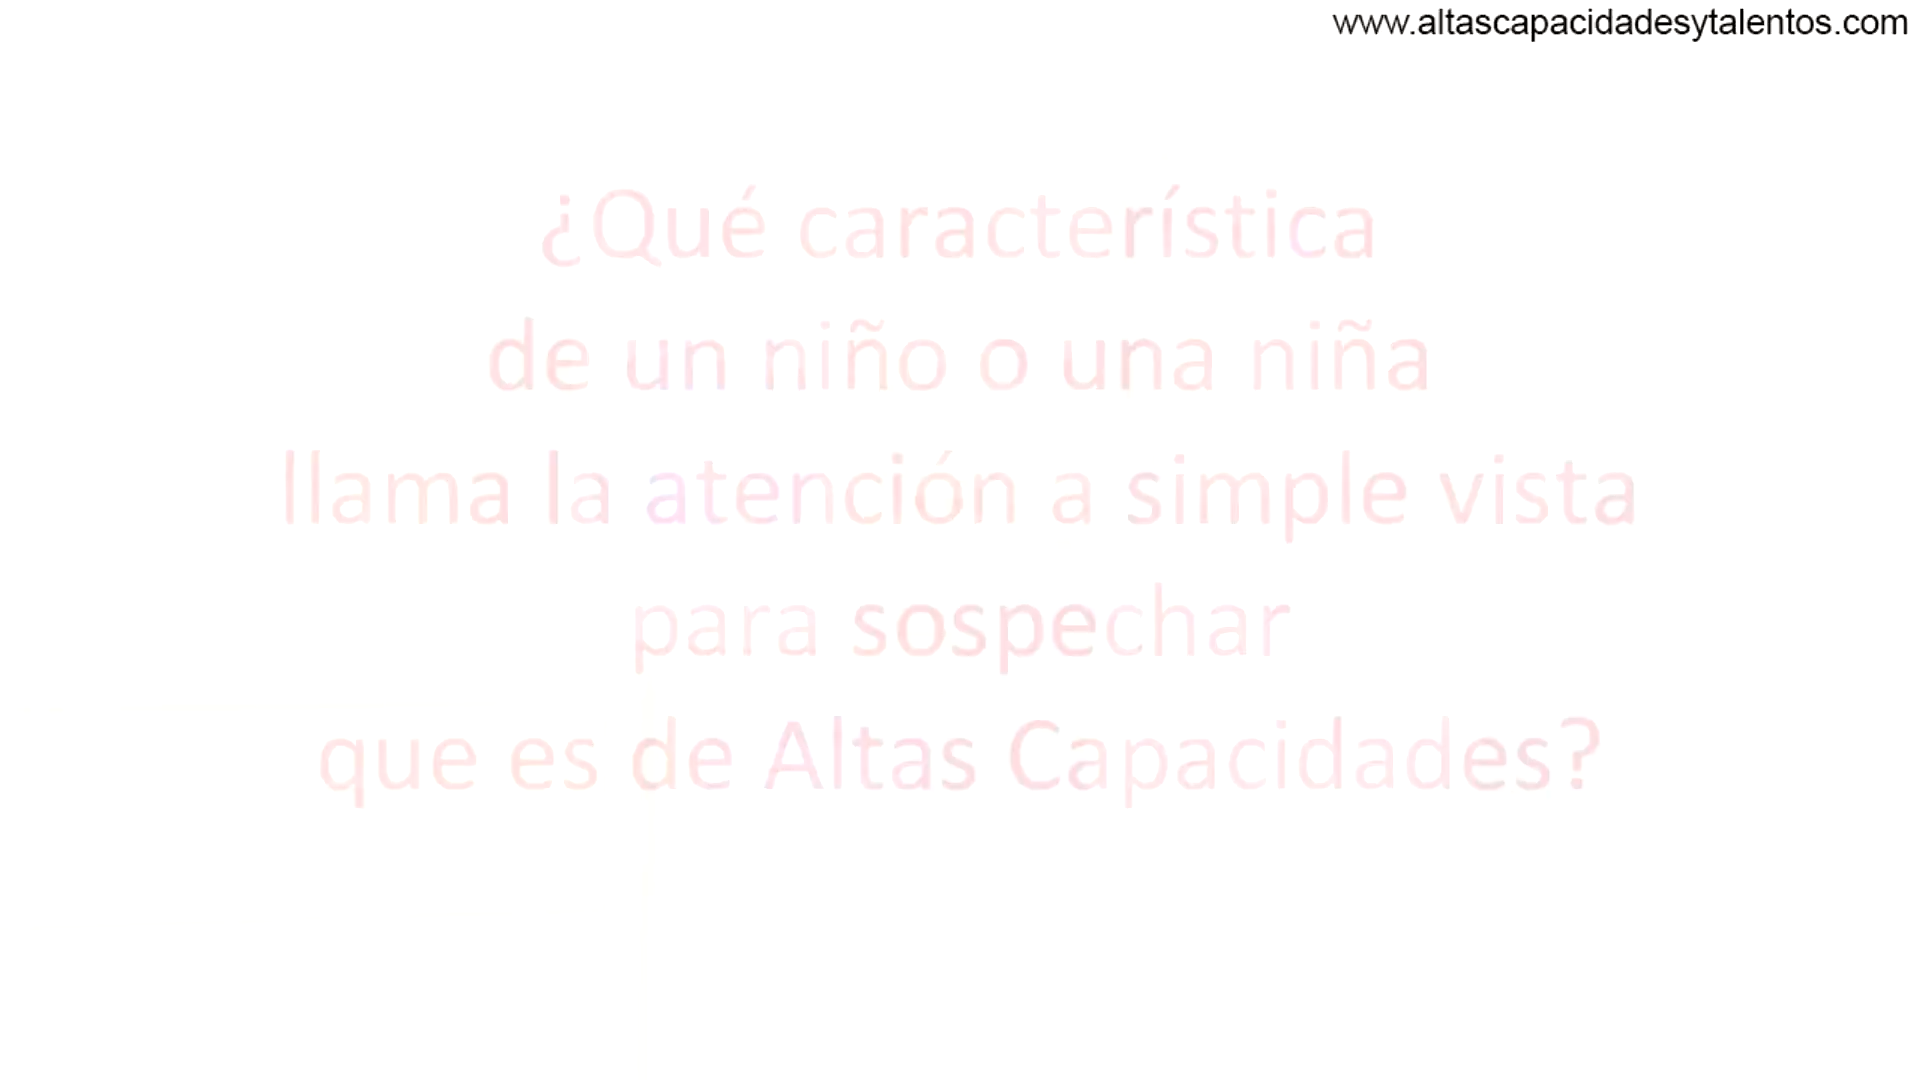 www.altascapacidadesytalentos.com
¿Qué característica
de un niño o una niña
llama la atención a simple vista
para sospechar
que es de Altas Capacidades?